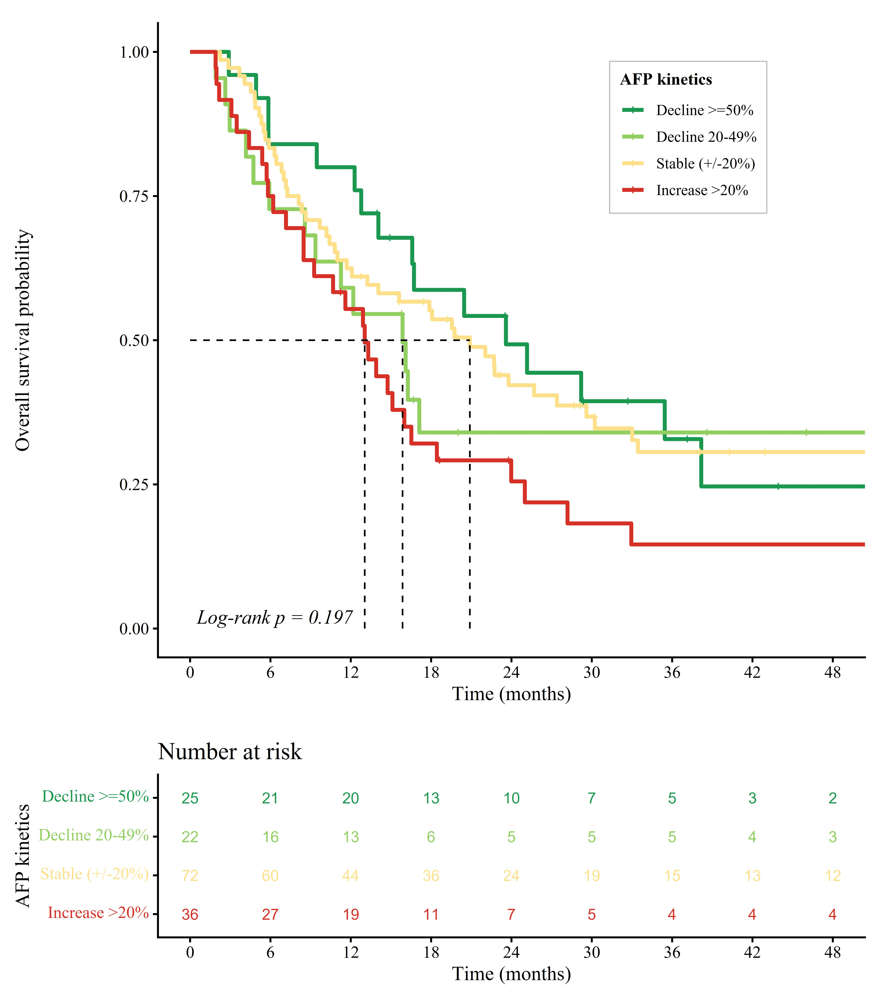 1.00
0.75
0.50
0.25
0.00
Overall survival probability
AFP kinetics
Decline >=50%
Decline 20-49%
Stable (+/-20%)
Increase >20%
Log-rank p = 0.197
0 6 12 18 24 30 36 42 48
Time (months)
Number at risk
AFP kinetics
Decline >=50% 25 21 20 13 10 7 5 3 2
Decline 20-49% 22 16 13 6 5 5 5 4 3
Stable (+/-20%) 72 60 44 36 24 19 15 13 12
Increase >20% 36 27 19 11 7 5 4 4 4
0 6 12 18 24 30 36 42 48
Time (months)